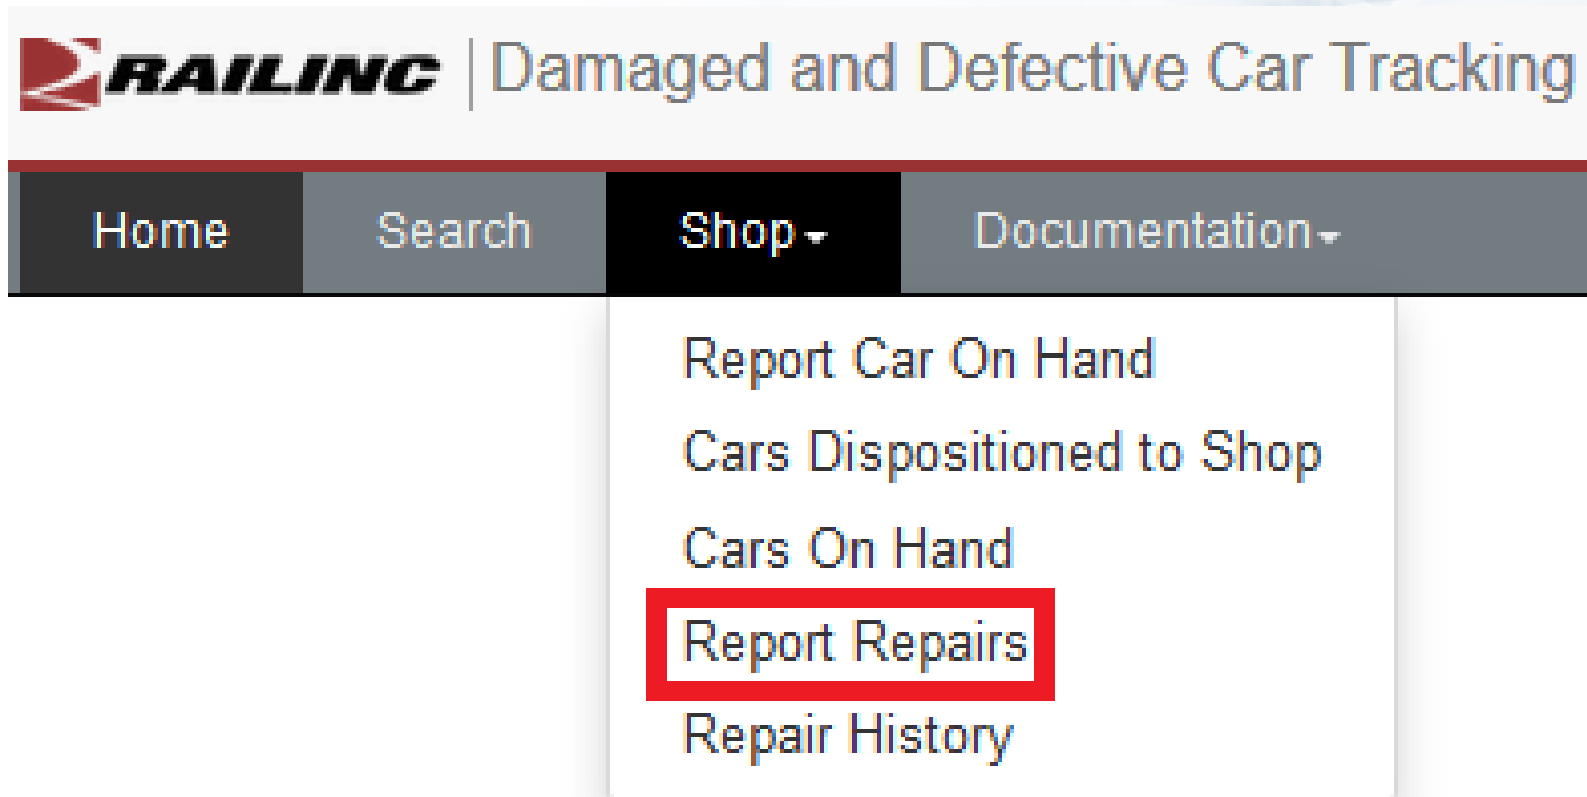 RAILINC | Damaged and Defective Car Tracking
Home Search Shop Documentation
Report Car On Hand
Cars Dispositioned to Shop
Cars On Hand
Report Repairs
Repair History